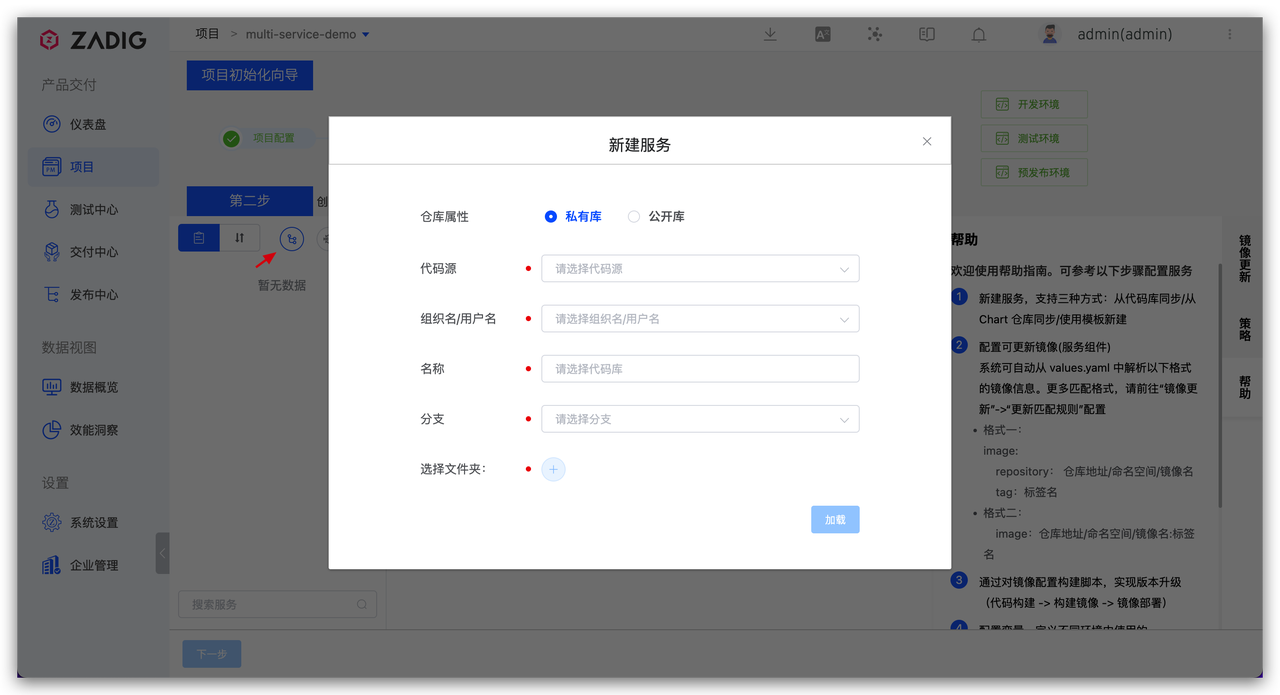 ZADIG
项目 > multi-service-demo
A
admin(admin)
产品交付
仪表盘
项目
测试中心
交付中心
发布中心
数据视图
数据概览
效能洞察
设置
系统设置
企业管理
项目初始化向导
项目配置
开发环境
测试环境
预发布环境
第二步
创
暂无数据
搜索服务
下一步
新建服务
仓库属性
私有库
公开库
代码源
请选择代码源
组织名/用户名
请选择组织名/用户名
名称
请选择代码库
分支
请选择分支
选择文件夹:
加载
帮助
欢迎使用帮助指南。可参考以下步骤配置服务
1 新建服务，支持三种方式：从代码库同步/从
Chart 仓库同步/使用模板新建
2 配置可更新镜像(服务组件)
系统可自动从 values.yaml 中解析以下格式
的镜像信息。更多匹配格式，请前往“镜像更
新”->“更新匹配规则”配置
• 格式一：
image:
repository： 仓库地址/命名空间/镜像名
tag：标签名
• 格式二：
image：仓库地址/命名空间/镜像名:标签
名
3 通过对镜像配置构建脚本，实现版本升级
（代码构建 -> 构建镜像 -> 镜像部署）
4 配置变量，定义不同环境中使用的
镜像更新
策略
帮助